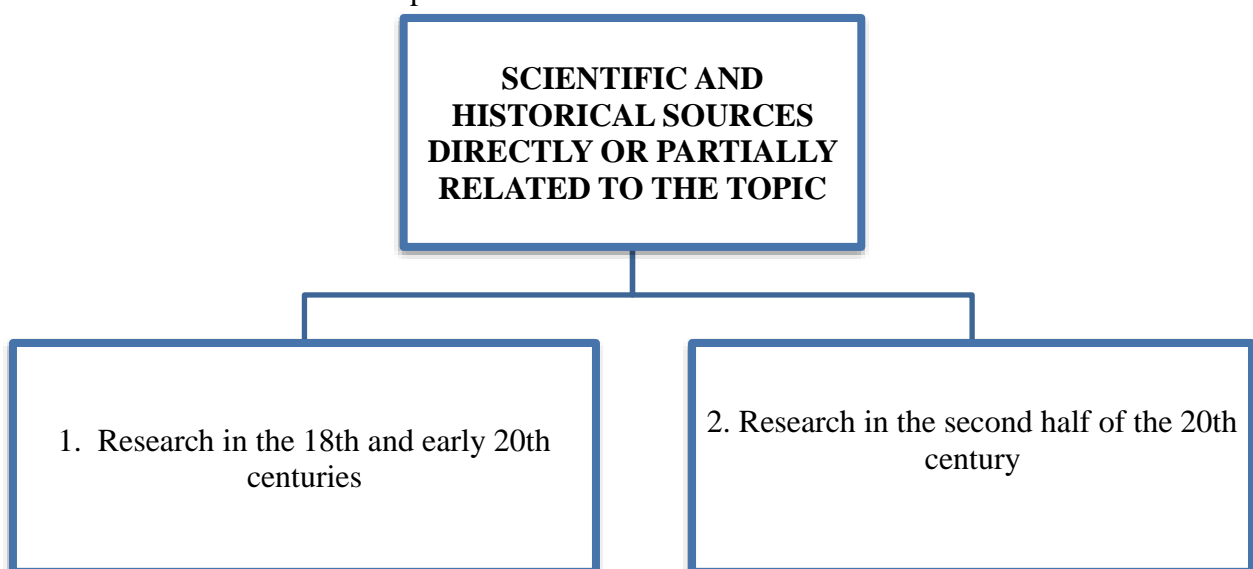 SCIENTIFIC AND
HISTORICAL SOURCES
DIRECTLY OR PARTIALLY
RELATED TO THE TOPIC
1. Research in the 18th and early 20th
centuries
2. Research in the second half of the 20th
century